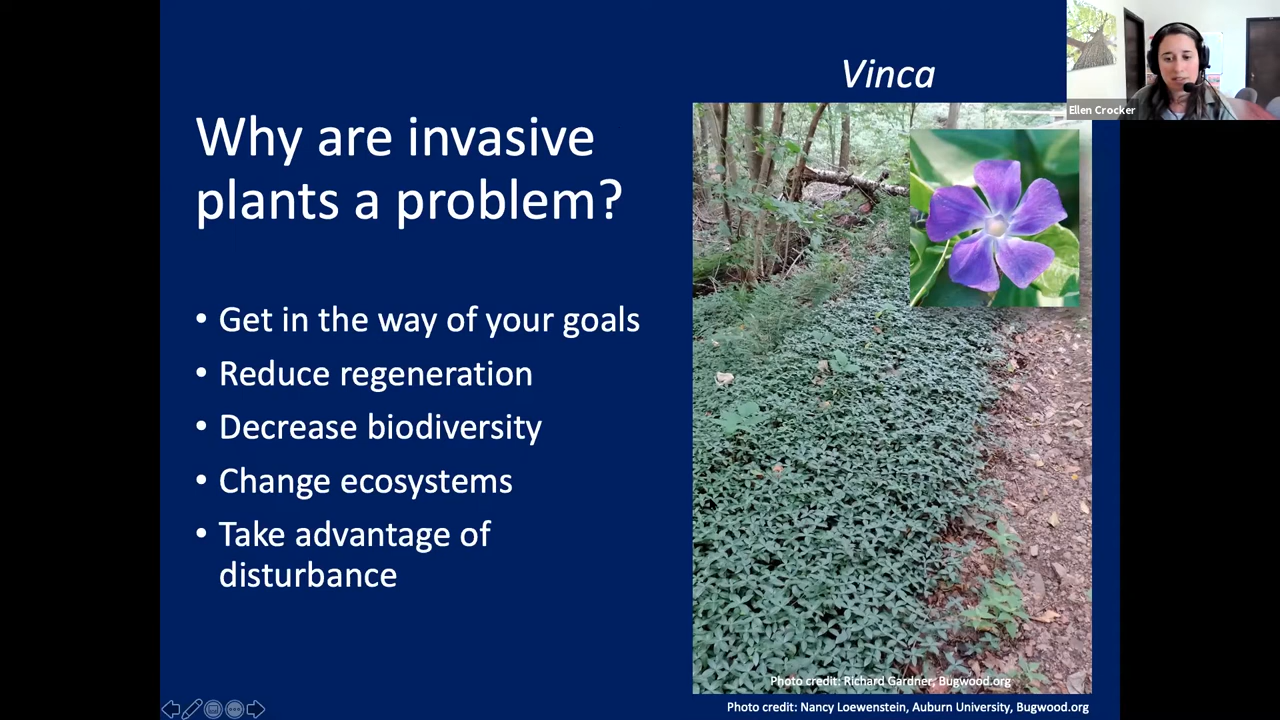 Vinca
Ellen Crocker
Why are invasive
plants a problem?
• Get in the way of your goals
• Reduce regeneration
• Decrease biodiversity
• Change ecosystems
• Take advantage of
disturbance
Photo credit: Richard Gardner, Bugwood.org
Photo credit: Nancy Loewenstein, Auburn University, Bugwood.org